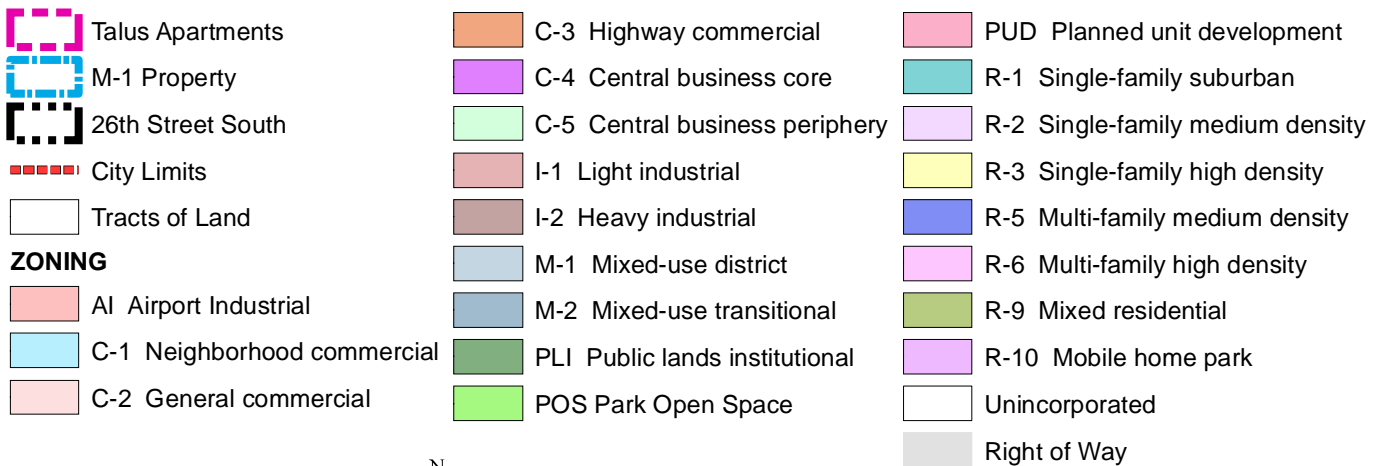 Talus Apartments
M-1 Property
26th Street South
City Limits
Tracts of Land
ZONING
AI Airport Industrial
C-1 Neighborhood commercial
C-2 General commercial
C-3 Highway commercial
C-4 Central business core
C-5 Central business periphery
I-1 Light industrial
I-2 Heavy industrial
M-1 Mixed-use district
M-2 Mixed-use transitional
PLI Public lands institutional
POS Park Open Space
PUD Planned unit development
R-1 Single-family suburban
R-2 Single-family medium density
R-3 Single-family high density
R-5 Multi-family medium density
R-6 Multi-family high density
R-9 Mixed residential
R-10 Mobile home park
Unincorporated
Right of Way
N